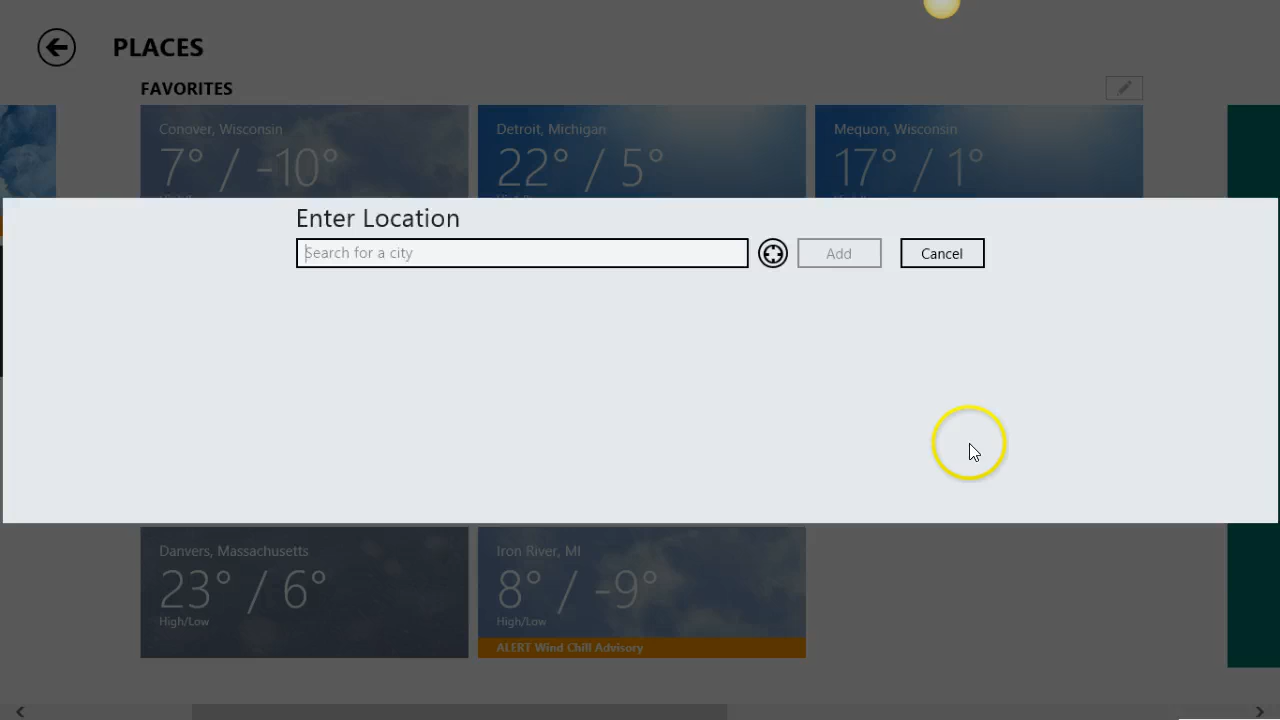 PLACES
FAVORITES
Conover, Wisconsin
7° / -10°
Detroit, Michigan
22° / 5°
Mequon, Wisconsin
17° / 1°
Enter Location
Search for a city
Add
Cancel
Danvers, Massachusetts
23° / 6°
High/Low
Iron River, MI
8° / -9°
High/Low
ALERT Wind Chill Advisory